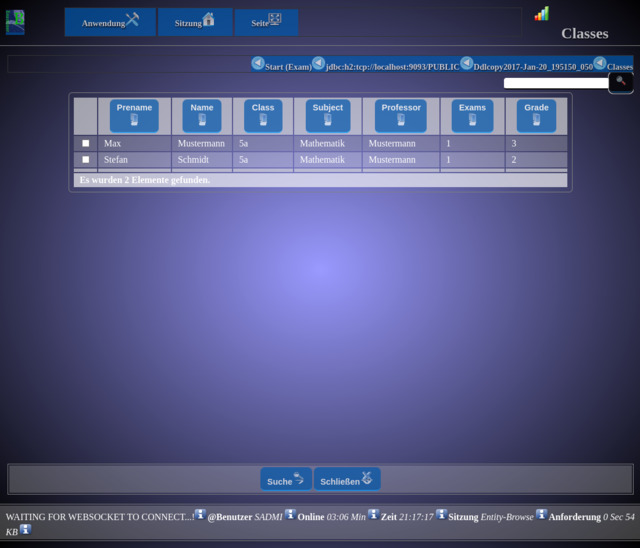 Anwendung Sitzung Seite
Classes
Start (Exam) jdbc:h2:tcp://localhost:9093/PUBLIC Ddlcopy2017-Jan-20_195150_050 Classes
Prename Name Class Subject Professor Exams Grade
Max Mustermann 5a Mathematik Mustermann 1 3
Stefan Schmidt 5a Mathematik Mustermann 1 2
Es wurden 2 Elemente gefunden.
Suche Schließen
WAITING FOR WEBSOCKET TO CONNECT...! @Benutzer SADMI Online 03:06 Min Zeit 21:17:17 Sitzung Entity-Browse Anforderung 0 Sec 54
KB